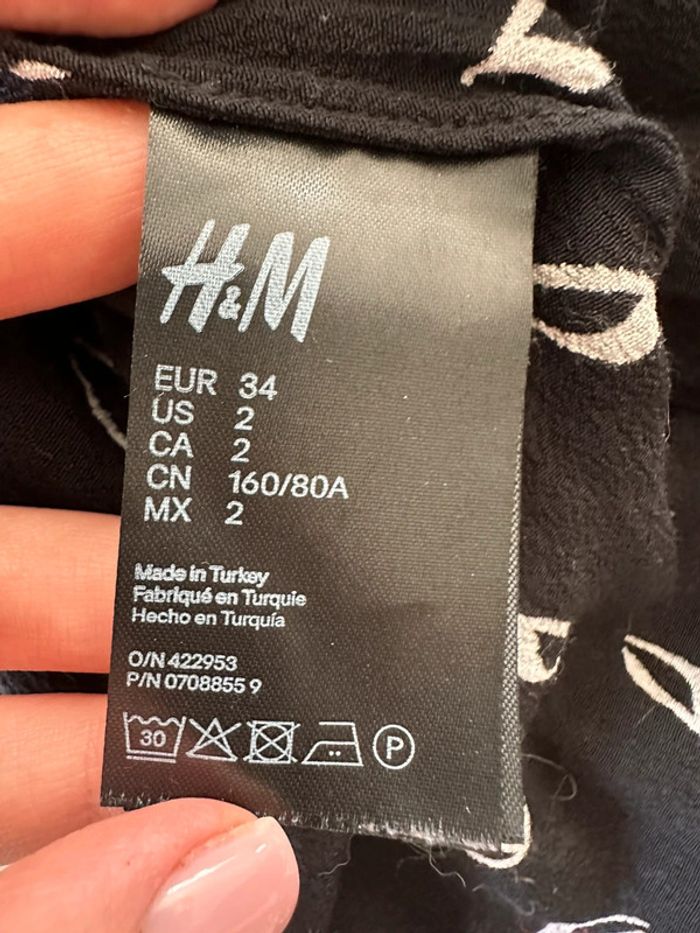 H&M
EUR 34
US 2
CA 2
CN 160/80A
MX 2
Made in Turkey
Fabriqué en Turquie
Hecho en Turquía
O/N 422953
P/N 0708855 9
30 P